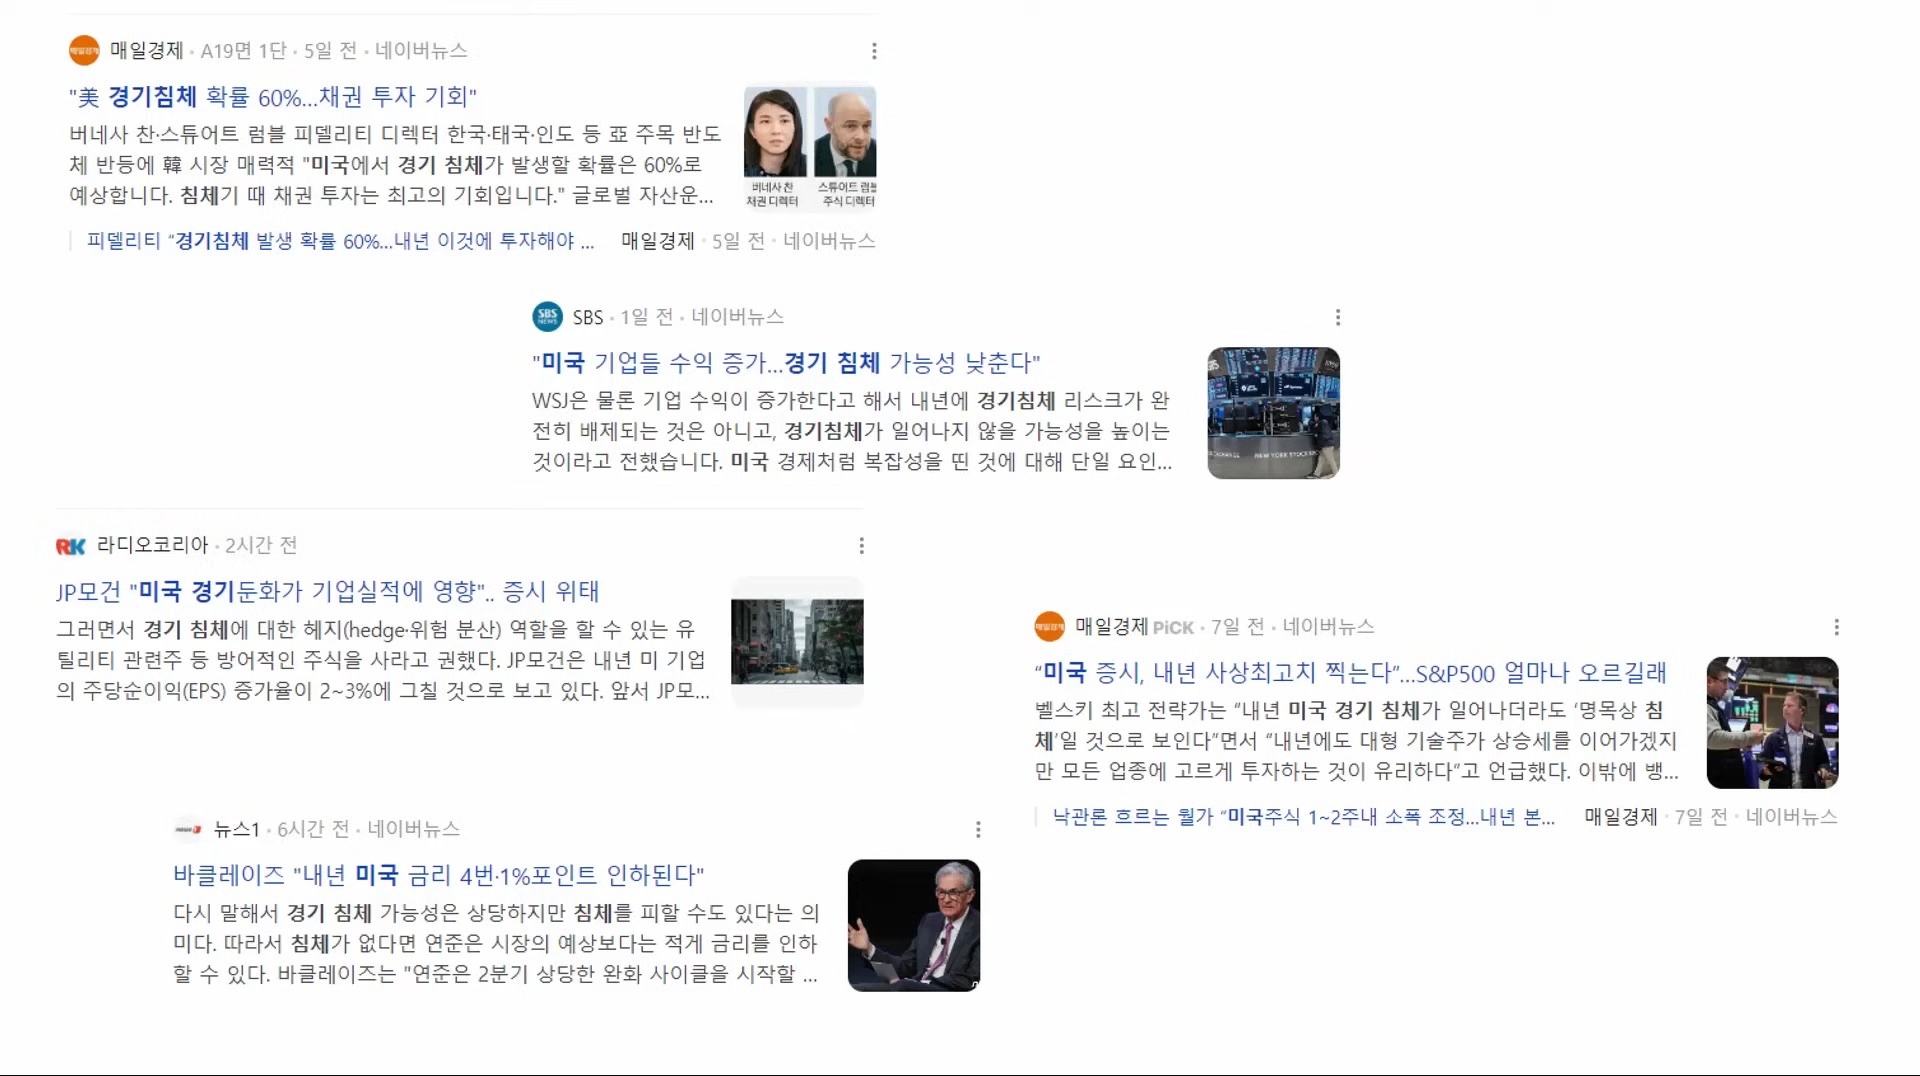 매일경제 · A19면 1단 · 5일 전 · 네이버뉴스
"美 경기침체 확률 60%...채권 투자 기회"
버네사 찬·스튜어트 럼블 피델리티 디렉터 한국·태국·인도 등 亞 주목 반도
체 반등에 韓 시장 매력적 "미국에서 경기 침체가 발생할 확률은 60%로
예상합니다. 침체기 때 채권 투자는 최고의 기회입니다." 글로벌 자산운...
버네사 찬
채권 디렉터
스튜어트 럼블
주식 디렉터
피델리티 “경기침체 발생 확률 60%...내년 이것에 투자해야 ...
매일경제 · 5일 전 · 네이버뉴스
SBS NEWS
SBS · 1일 전 · 네이버뉴스
"미국 기업들 수익 증가...경기 침체 가능성 낮춘다"
WSJ은 물론 기업 수익이 증가한다고 해서 내년에 경기침체 리스크가 완
전히 배제되는 것은 아니고, 경기침체가 일어나지 않을 가능성을 높이는
것이라고 전했습니다. 미국 경제처럼 복잡성을 띤 것에 대해 단일 요인...
NEW YORK STOCK
RK
라디오코리아 · 2시간 전
JP모건 "미국 경기둔화가 기업실적에 영향".. 증시 위태
그러면서 경기 침체에 대한 헤지(hedge·위험 분산) 역할을 할 수 있는 유
틸리티 관련주 등 방어적인 주식을 사라고 권했다. JP모건은 내년 미 기업
의 주당순이익(EPS) 증가율이 2~3%에 그칠 것으로 보고 있다. 앞서 JP모...
매일경제 PiCK · 7일 전 · 네이버뉴스
“미국 증시, 내년 사상최고치 찍는다”...S&P500 얼마나 오르길래
벨스키 최고 전략가는 “내년 미국 경기 침체가 일어나더라도 ‘명목상 침
체’일 것으로 보인다”면서 “내년에도 대형 기술주가 상승세를 이어가겠지
만 모든 업종에 고르게 투자하는 것이 유리하다”고 언급했다. 이밖에 뱅...
낙관론 흐르는 월가 “미국주식 1~2주내 소폭 조정...내년 본...
매일경제 · 7일 전 · 네이버뉴스
뉴스1 · 6시간 전 · 네이버뉴스
바클레이즈 "내년 미국 금리 4번·1%포인트 인하된다"
다시 말해서 경기 침체 가능성은 상당하지만 침체를 피할 수도 있다는 의
미다. 따라서 침체가 없다면 연준은 시장의 예상보다는 적게 금리를 인하
할 수 있다. 바클레이즈는 "연준은 2분기 상당한 완화 사이클을 시작할 ...